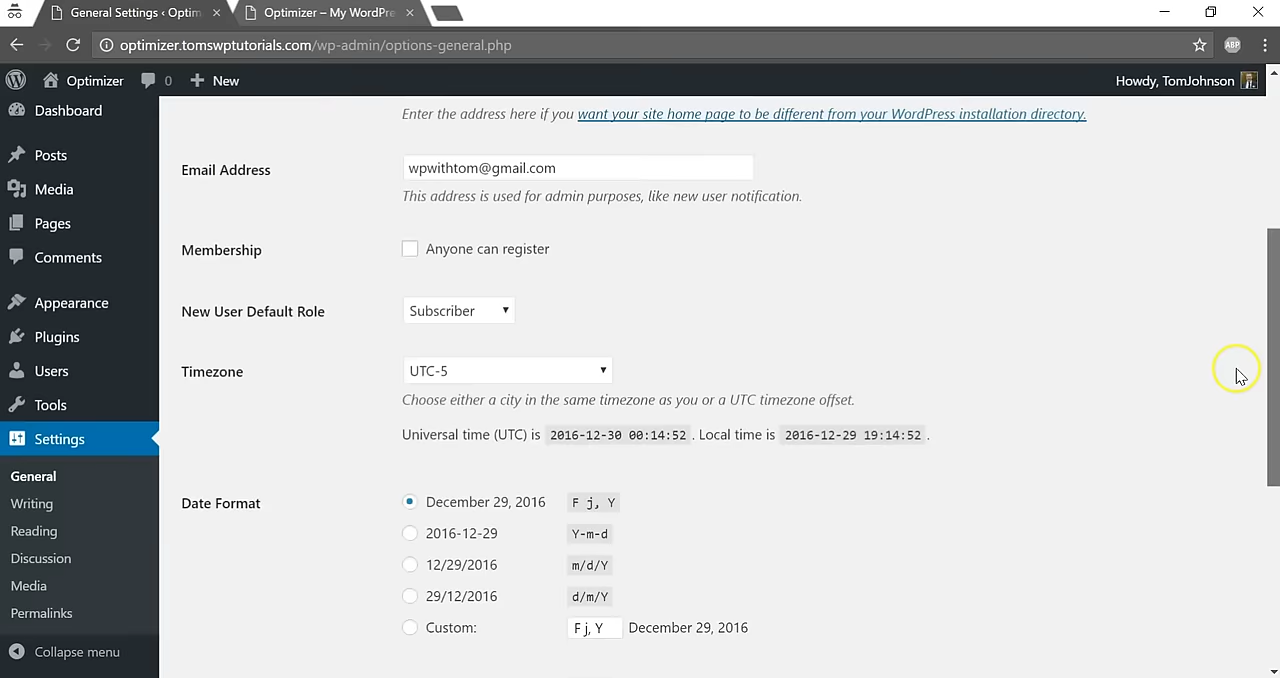 General Settings ‹ Optim
Optimizer – My WordPre
optimizer.tomswptutorials.com/wp-admin/options-general.php
ABP
Optimizer
0
New
Howdy, TomJohnson
Dashboard
Posts
Media
Pages
Comments
Appearance
Plugins
Users
Tools
Settings
General
Writing
Reading
Discussion
Media
Permalinks
Collapse menu
Enter the address here if you want your site home page to be different from your WordPress installation directory.
Email Address
wpwithtom@gmail.com
This address is used for admin purposes, like new user notification.
Membership
Anyone can register
New User Default Role
Subscriber
Timezone
UTC-5
Choose either a city in the same timezone as you or a UTC timezone offset.
Universal time (UTC) is 2016-12-30 00:14:52 . Local time is 2016-12-29 19:14:52 .
Date Format
December 29, 2016 F j, Y
2016-12-29 Y-m-d
12/29/2016 m/d/Y
29/12/2016 d/m/Y
Custom: F j, Y December 29, 2016